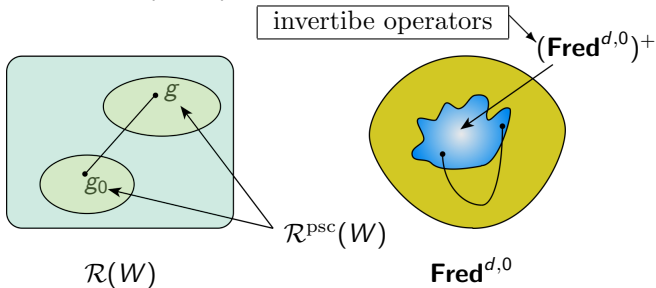 invertibe operators
(Fred^{d,0})^+
g
g_0
R^{psc}(W)
R(W)
Fred^{d,0}